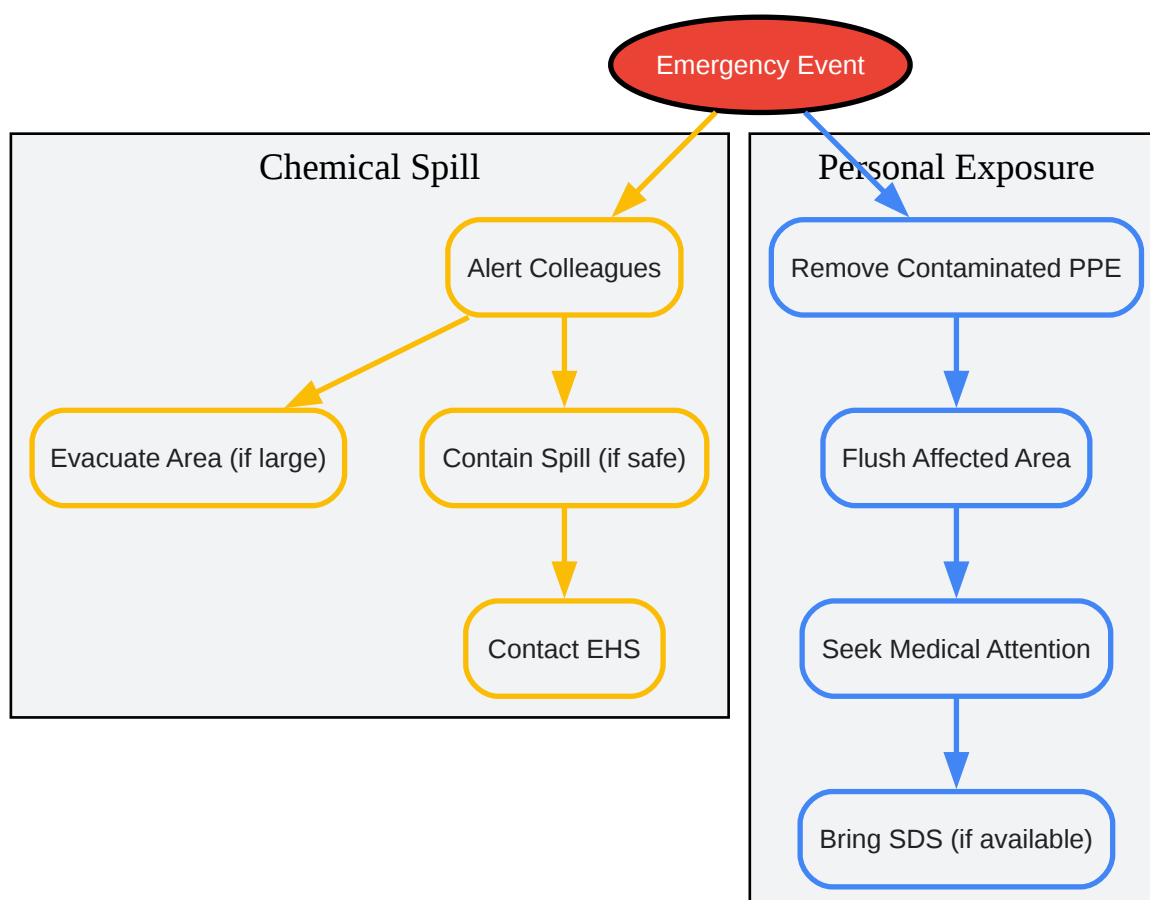 Emergency Event
Chemical Spill
Alert Colleagues
Evacuate Area (if large)
Contain Spill (if safe)
Contact EHS
Personal Exposure
Remove Contaminated PPE
Flush Affected Area
Seek Medical Attention
Bring SDS (if available)